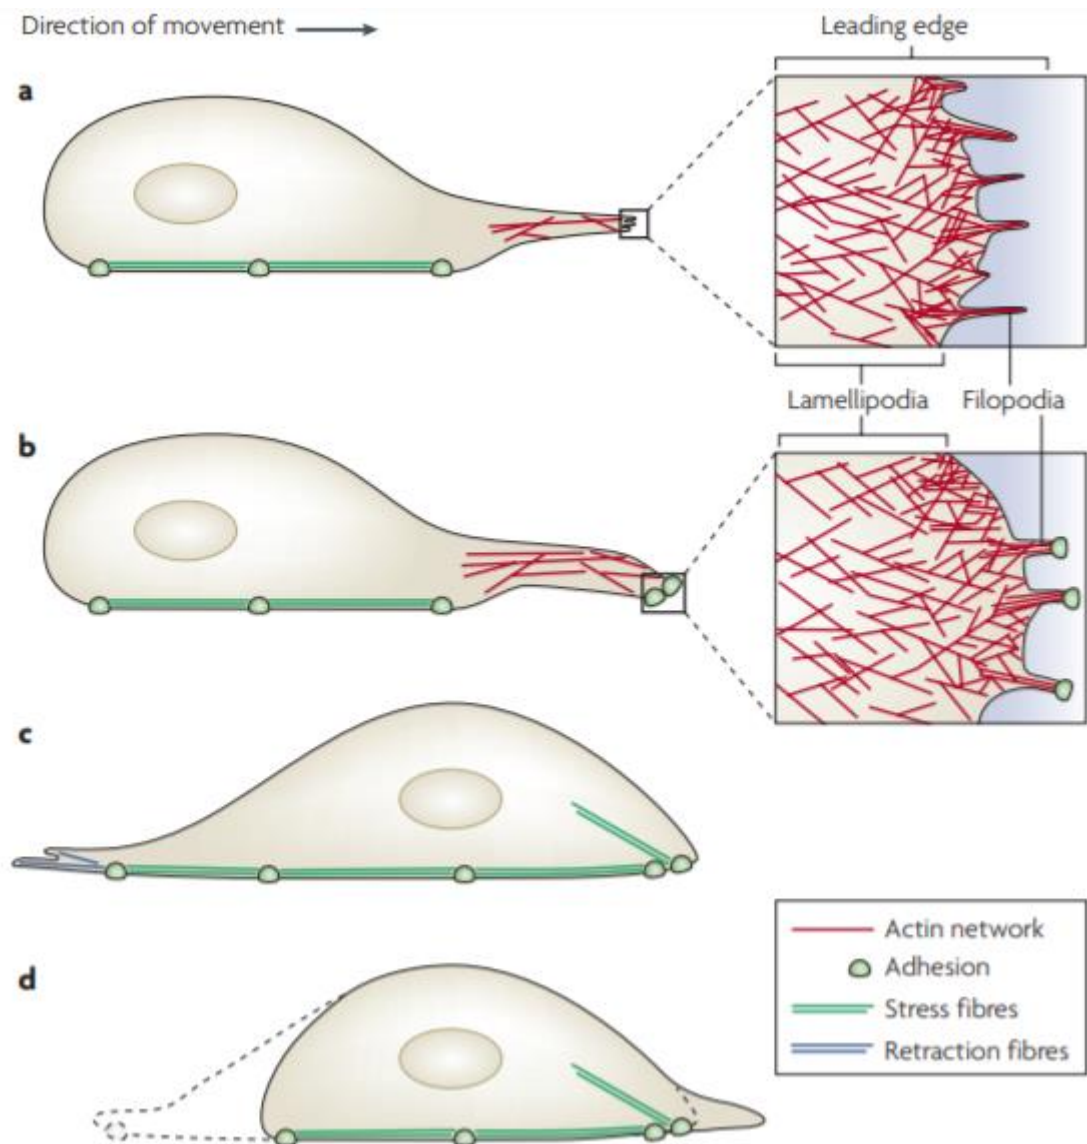 Direction of movement
Leading edge
a
Lamellipodia
Filopodia
b
c
d
Actin network
Adhesion
Stress fibres
Retraction fibres